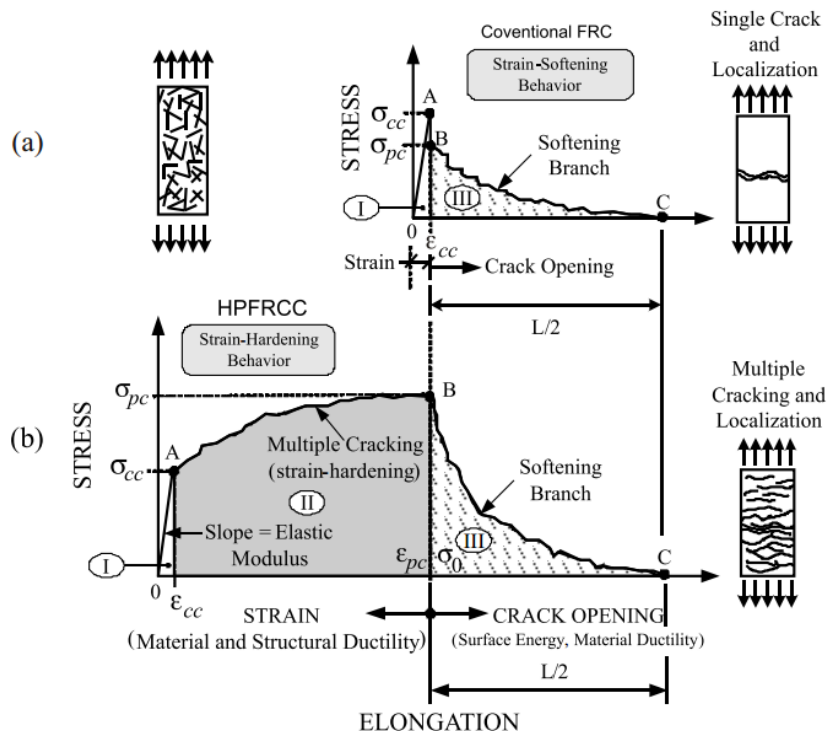 (a)
Coventional FRC
Strain-Softening
Behavior
Single Crack
and
Localization
STRESS
σcc
σpc
A
B
Softening
Branch
I
III
C
0
εcc
Strain
Crack Opening
L/2
HPFRCC
Strain-Hardening
Behavior
(b)
STRESS
σpc
σcc
A
B
Multiple Cracking
(strain-hardening)
II
Slope = Elastic
Modulus
I
Softening
Branch
III
εpc
σ0
C
Multiple
Cracking and
Localization
0
εcc
STRAIN
(Material and Structural Ductility)
CRACK OPENING
(Surface Energy, Material Ductility)
L/2
ELONGATION